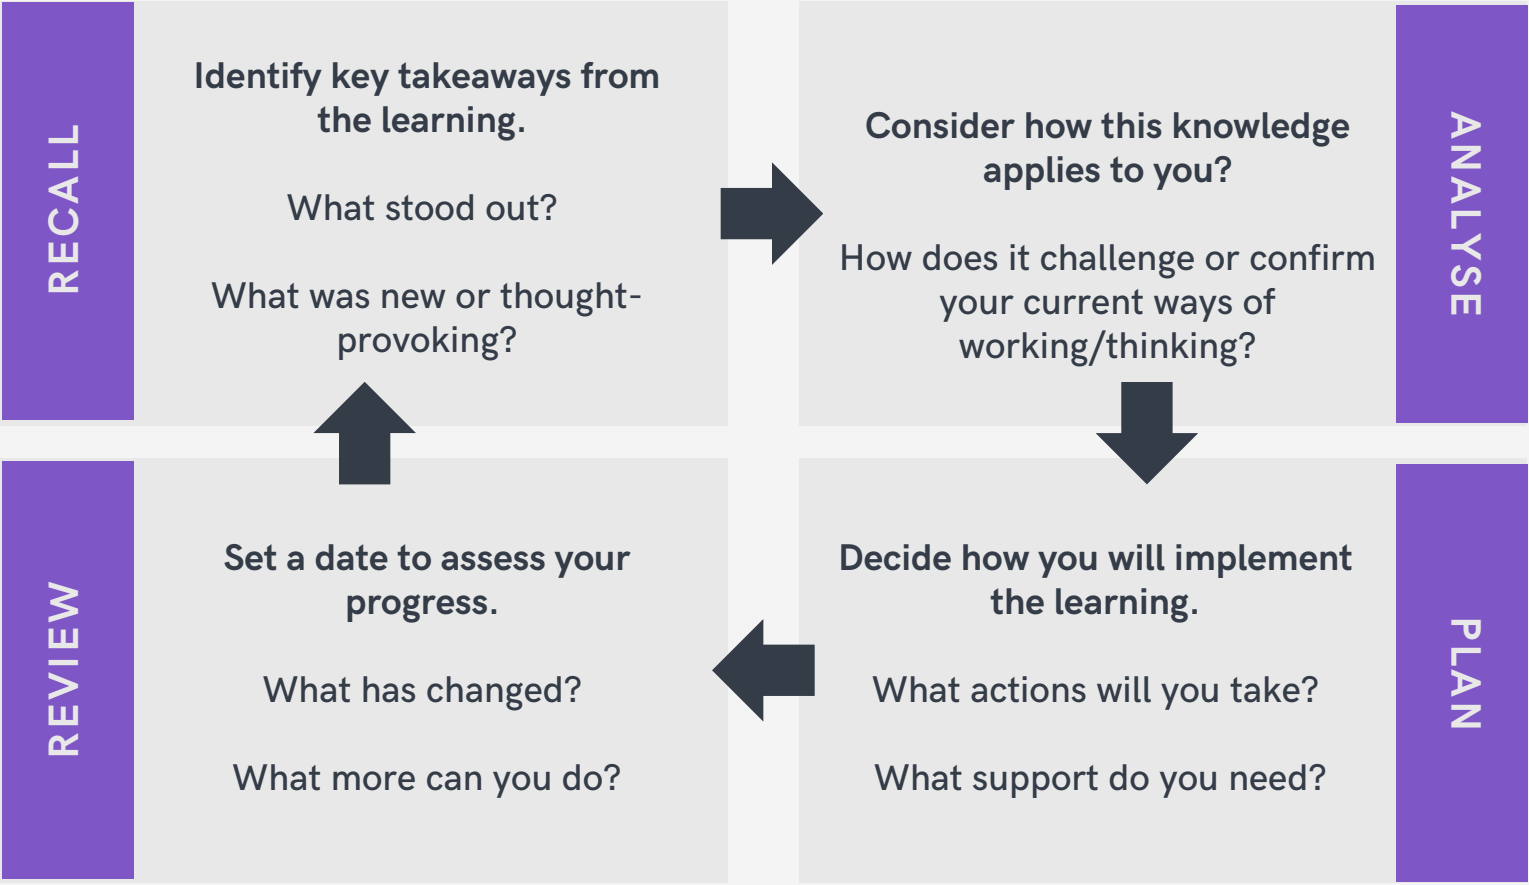 RECALL
Identify key takeaways from
the learning.
What stood out?
What was new or thought-
provoking?
ANALYSE
Consider how this knowledge
applies to you?
How does it challenge or confirm
your current ways of
working/thinking?
PLAN
Decide how you will implement
the learning.
What actions will you take?
What support do you need?
REVIEW
Set a date to assess your
progress.
What has changed?
What more can you do?